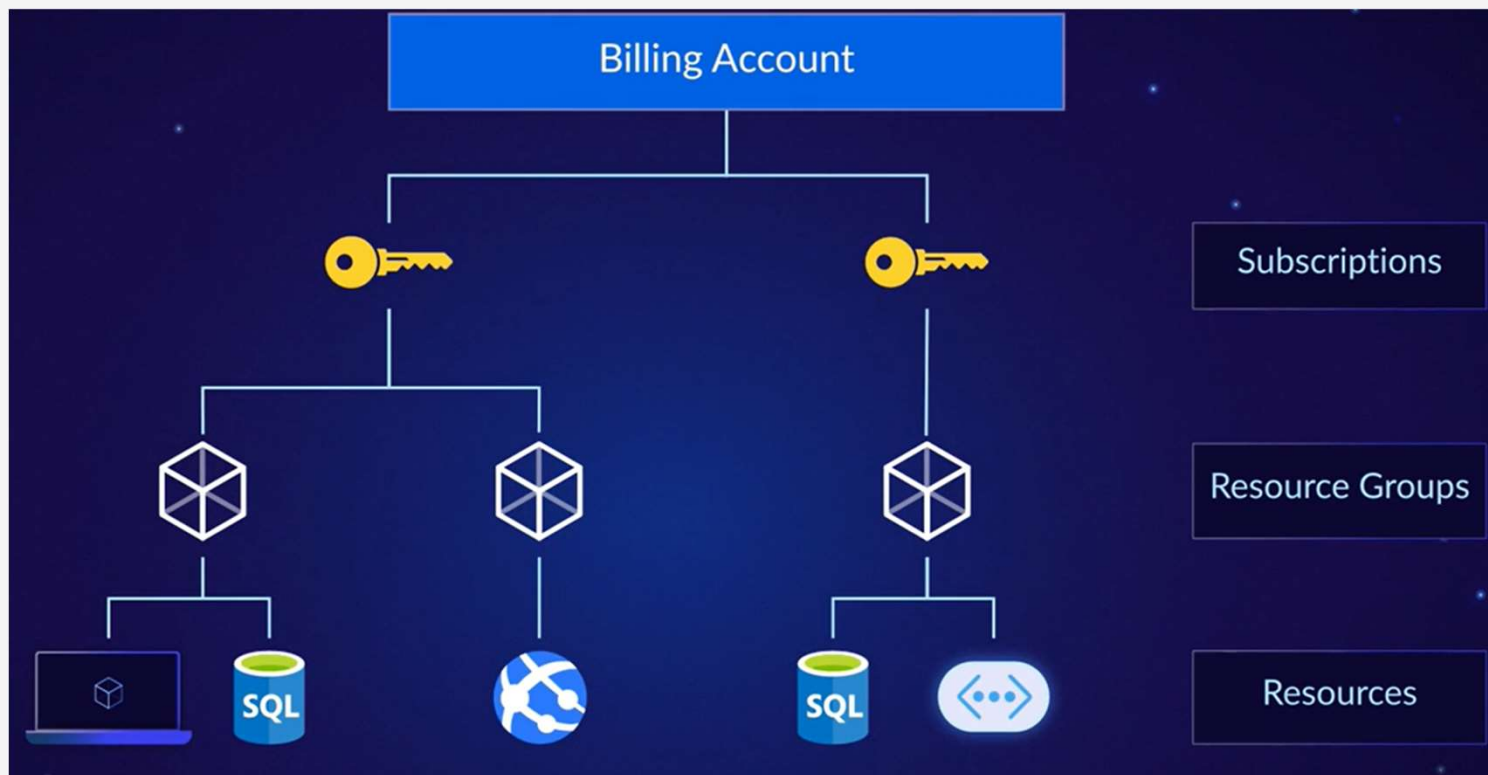 Billing Account
Subscriptions
Resource Groups
SQL
SQL
Resources